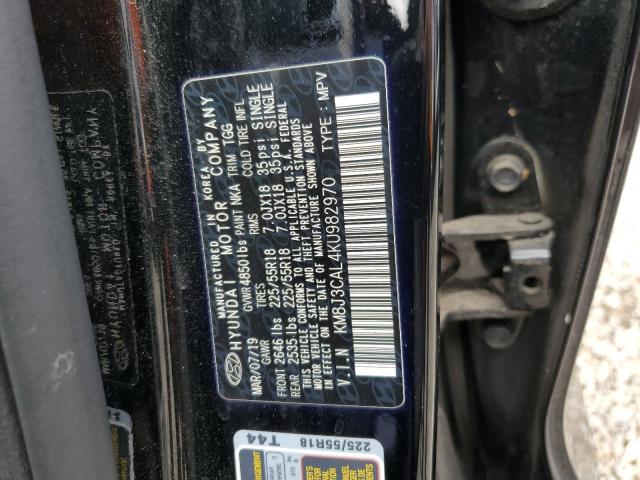 MANUFACTURED IN KOREA BY
HYUNDAI MOTOR COMPANY
MAR/07/19 GVWR 4850lbs PAINT NKA TRIM TGG
GAWR TIRES RIMS COLD TIRE INFL
FRONT 2646 lbs 225/55R18 7.0JX18 35psi SINGLE
REAR 2535 lbs 225/55R18 7.0JX18 35psi SINGLE
THIS VEHICLE CONFORMS TO ALL APPLICABLE U.S.A. FEDERAL
MOTOR VEHICLE SAFETY, BUMPER, AND THEFT PREVENTION STANDARDS
IN EFFECT ON THE DATE OF MANUFACTURE SHOWN ABOVE
V.I.N KM8J3CAL4KU982970 TYPE: MPV
T44
225/55R18